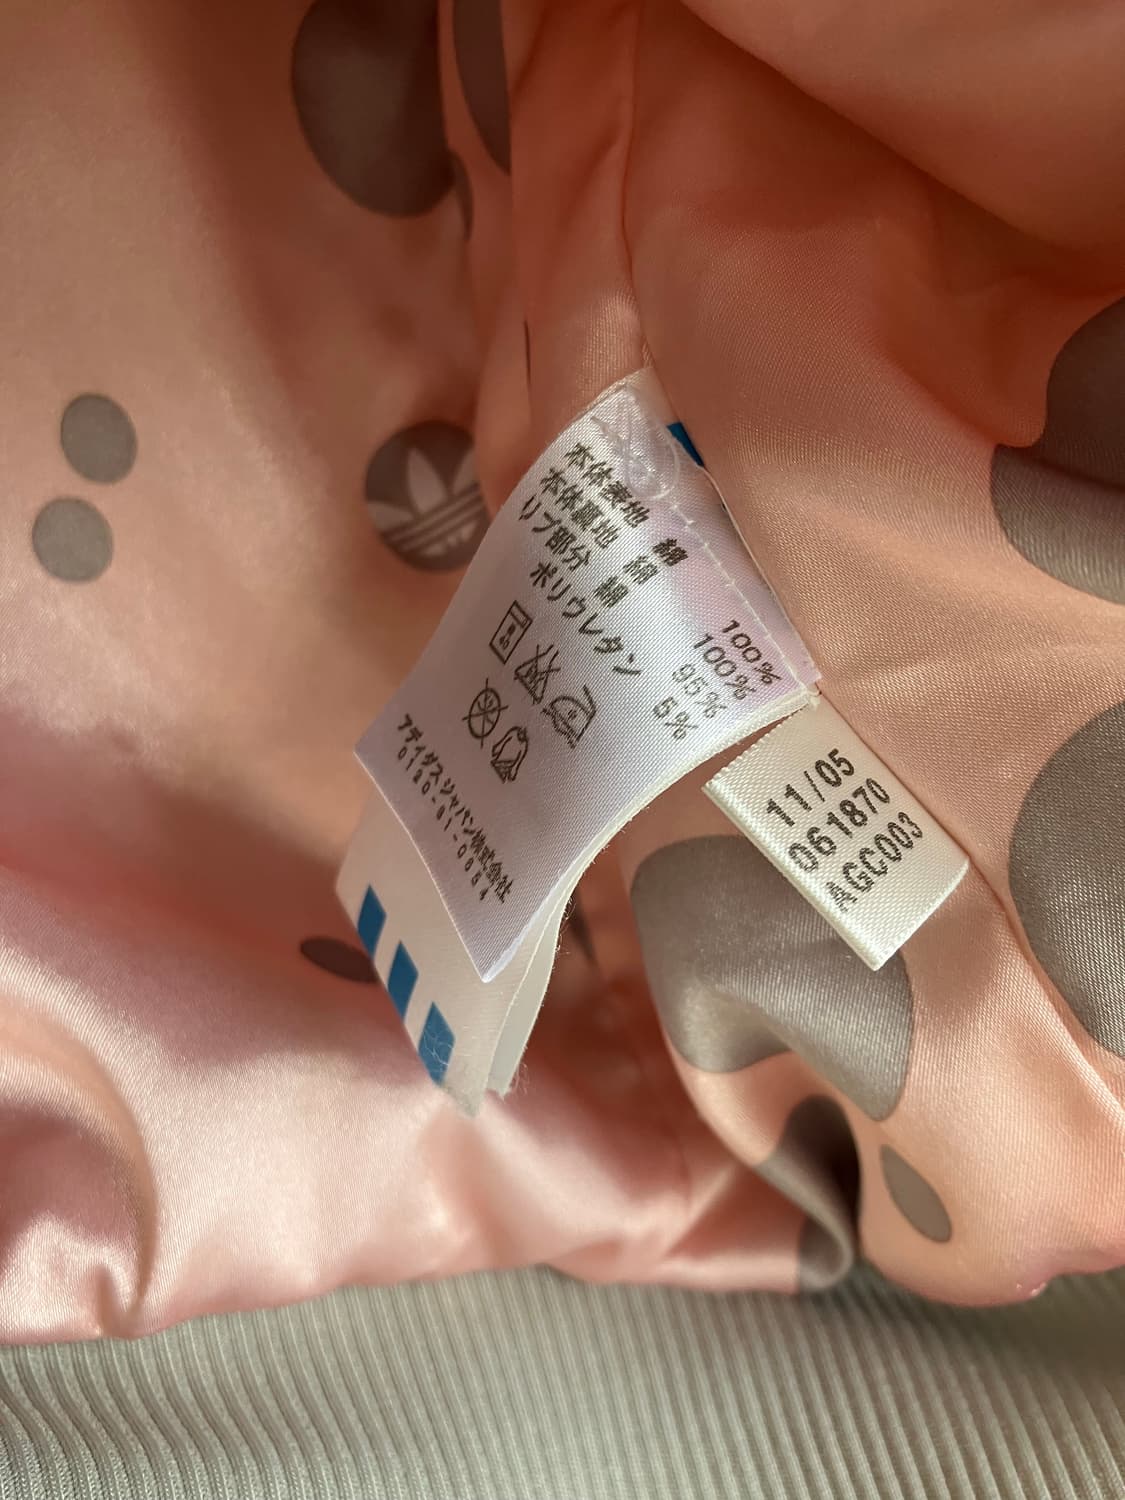 本体表地 綿 100%
本体裏地 綿 100%
リブ部分 綿 95%
ポリウレタン 5%
アディダスジャパン株式会社
0120-81-0654
11/05
061870
AGC003